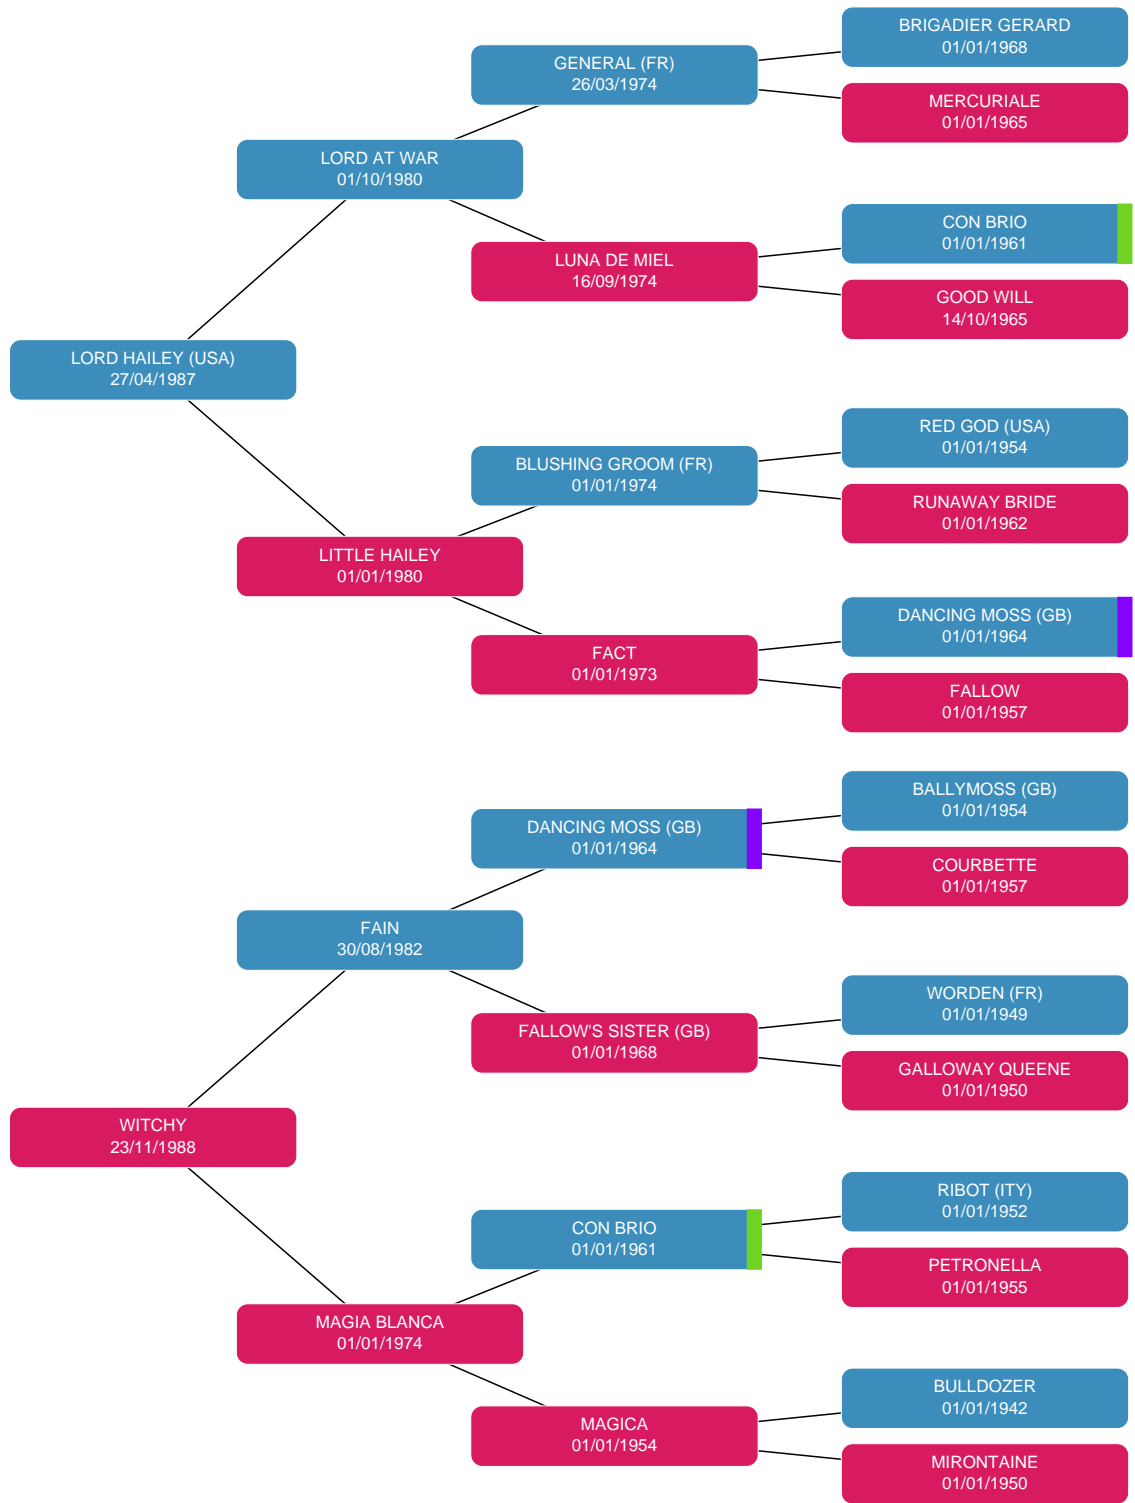 BRIGADIER GERARD
01/01/1968
GENERAL (FR)
26/03/1974
MERCURIALE
01/01/1965
LORD AT WAR
01/10/1980
CON BRIO
01/01/1961
LUNA DE MIEL
16/09/1974
GOOD WILL
14/10/1965
LORD HAILEY (USA)
27/04/1987
RED GOD (USA)
01/01/1954
BLUSHING GROOM (FR)
01/01/1974
RUNAWAY BRIDE
01/01/1962
LITTLE HAILEY
01/01/1980
DANCING MOSS (GB)
01/01/1964
FACT
01/01/1973
FALLOW
01/01/1957
BALLYMOSS (GB)
01/01/1954
DANCING MOSS (GB)
01/01/1964
COURBETTE
01/01/1957
FAIN
30/08/1982
WORDEN (FR)
01/01/1949
FALLOW'S SISTER (GB)
01/01/1968
GALLOWAY QUEENE
01/01/1950
WITCHY
23/11/1988
RIBOT (ITY)
01/01/1952
CON BRIO
01/01/1961
PETRONELLA
01/01/1955
MAGIA BLANCA
01/01/1974
BULLDOZER
01/01/1942
MAGICA
01/01/1954
MIRONTAINE
01/01/1950